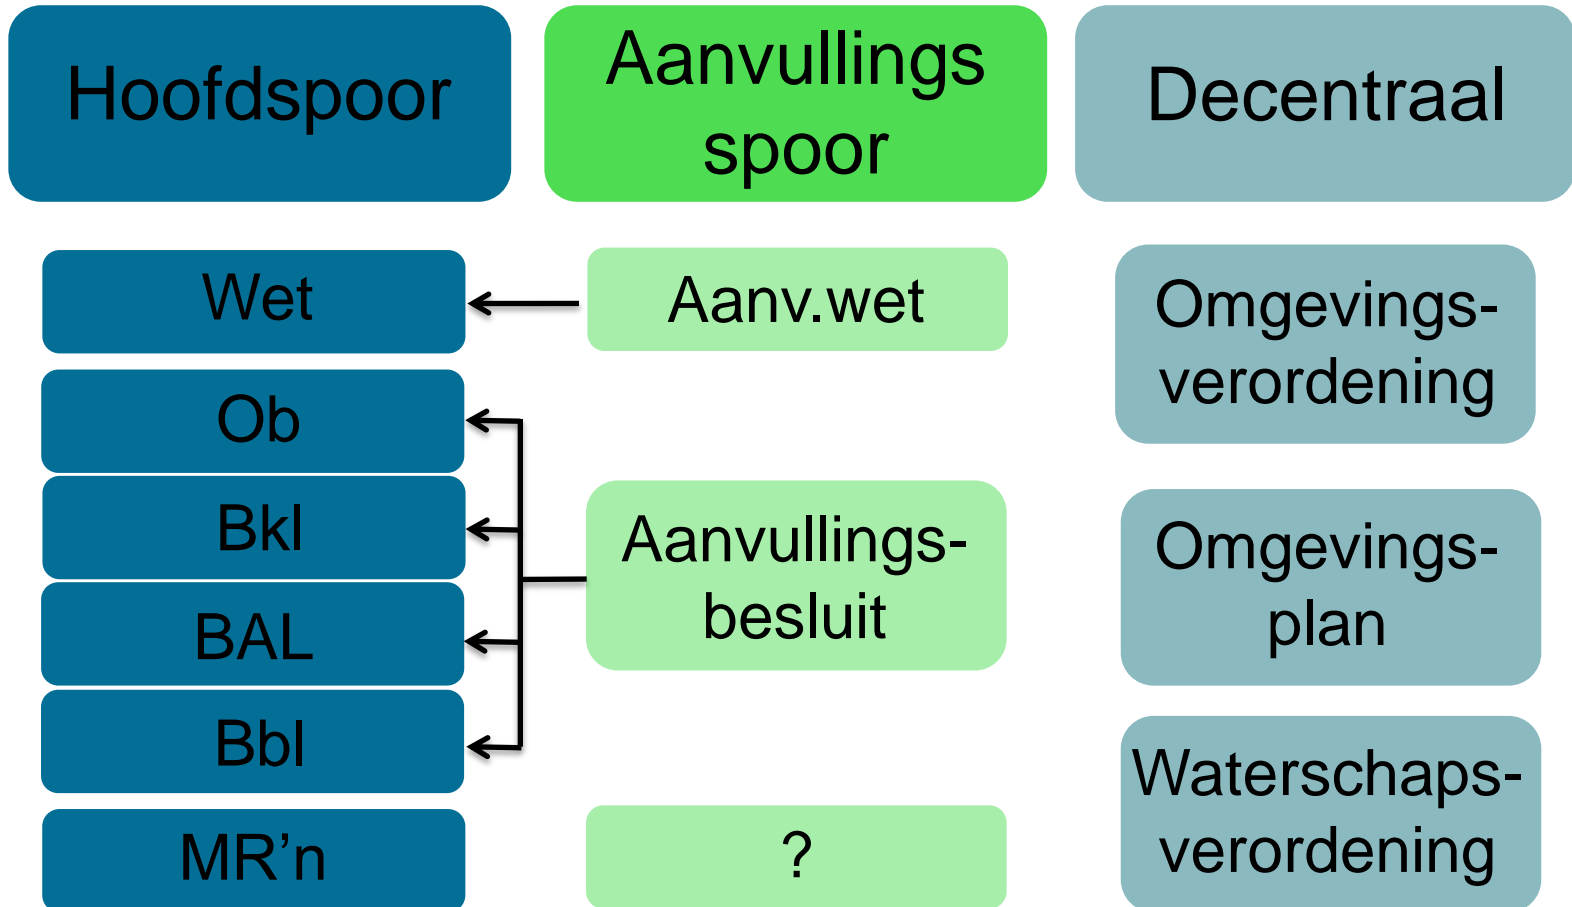 Hoofdspoor
Aanvullings
spoor
Decentraal
Wet
Ob
Bkl
BAL
Bbl
MR’n
Aanv.wet
Aanvullings-
besluit
?
Omgevings-
verordening
Omgevings-
plan
Waterschaps-
verordening